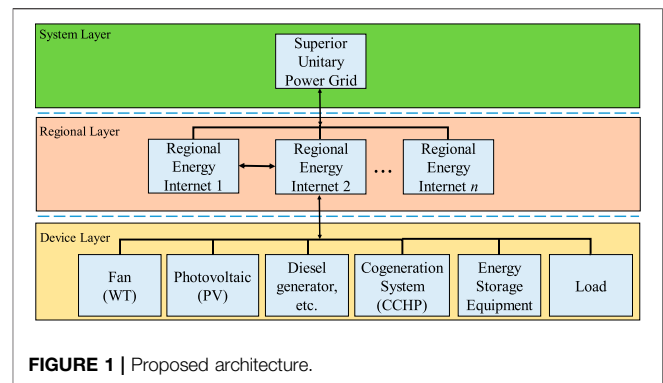 System Layer
Superior
Unitary
Power Grid
Regional Layer
Regional
Energy
Internet 1
Regional
Energy
Internet 2
...
Regional
Energy
Internet n
Device Layer
Fan
(WT)
Photovoltaic
(PV)
Diesel
generator,
etc.
Cogeneration
System
(CCHP)
Energy
Storage
Equipment
Load
FIGURE 1 | Proposed architecture.